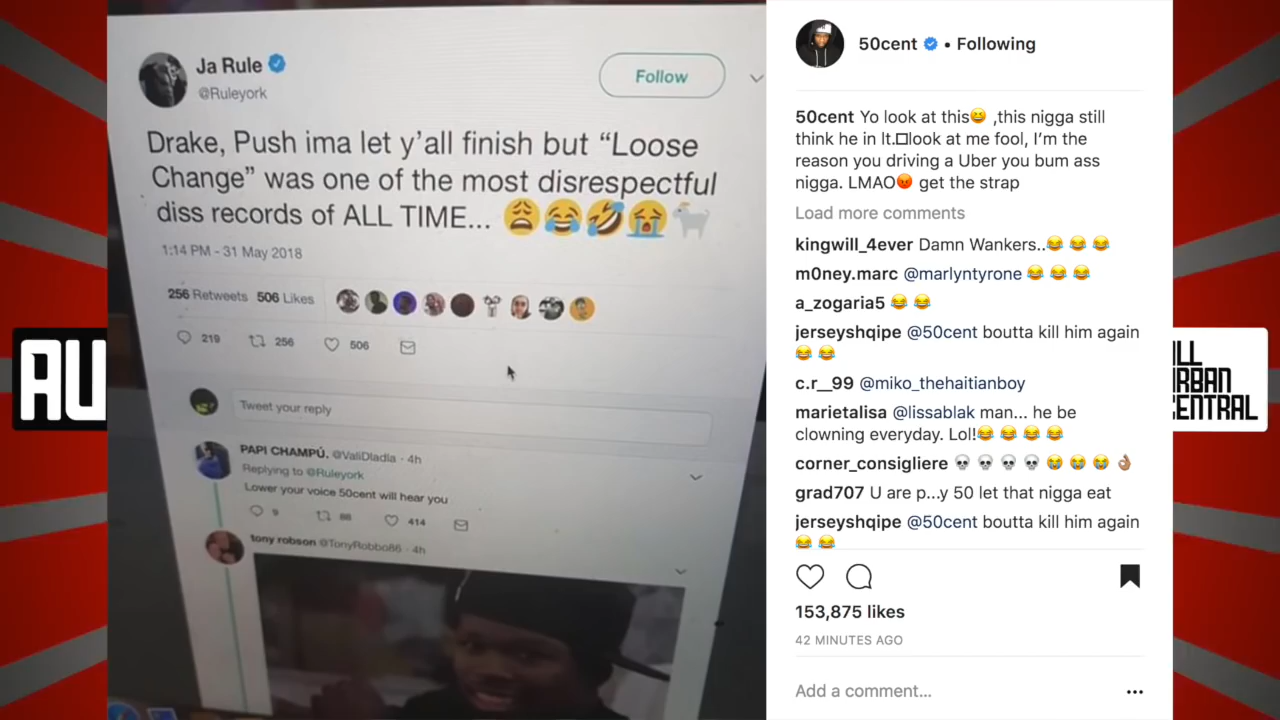 Ja Rule
@Ruleyork
Follow
Drake, Push ima let y'all finish but “Loose
Change” was one of the most disrespectful
diss records of ALL TIME... 😩😂🤣😭🐐
1:14 PM - 31 May 2018
256 Retweets 506 Likes
219 256 506
Tweet your reply
PAPI CHAMPÚ. @ValiDladla · 4h
Replying to @Ruleyork
Lower your voice 50cent will hear you
9 88 414
tony robson @TonyRobbo86 · 4h
AU
50cent • Following
50cent Yo look at this😆 ,this nigga still
think he in lt.□look at me fool, I'm the
reason you driving a Uber you bum ass
nigga. LMAO😡 get the strap
Load more comments
kingwill_4ever Damn Wankers..😂 😂 😂
m0ney.marc @marlyntyrone 😂 😂 😂
a_zogaria5 😂 😂
jerseyshqipe @50cent boutta kill him again
😂 😂
c.r__99 @miko_thehaitianboy
marietalisa @lissablak man... he be
clowning everyday. Lol!😂 😂 😂 😂
corner_consigliere 💀 💀 💀 💀 😭 😭 😂 👌🏽
grad707 U are p...y 50 let that nigga eat
jerseyshqipe @50cent boutta kill him again
😂 😂
153,875 likes
42 MINUTES AGO
Add a comment...
LL
RBAN
ENTRAL